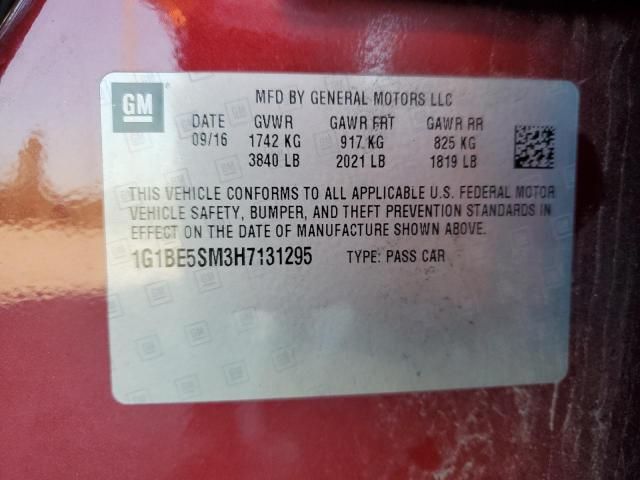 GM
MFD BY GENERAL MOTORS LLC
DATE GVWR GAWR FRT GAWR RR
09/16 1742 KG 917 KG 825 KG
3840 LB 2021 LB 1819 LB
THIS VEHICLE CONFORMS TO ALL APPLICABLE U.S. FEDERAL MOTOR
VEHICLE SAFETY, BUMPER, AND THEFT PREVENTION STANDARDS IN
EFFECT ON THE DATE OF MANUFACTURE SHOWN ABOVE.
1G1BE5SM3H7131295 TYPE: PASS CAR